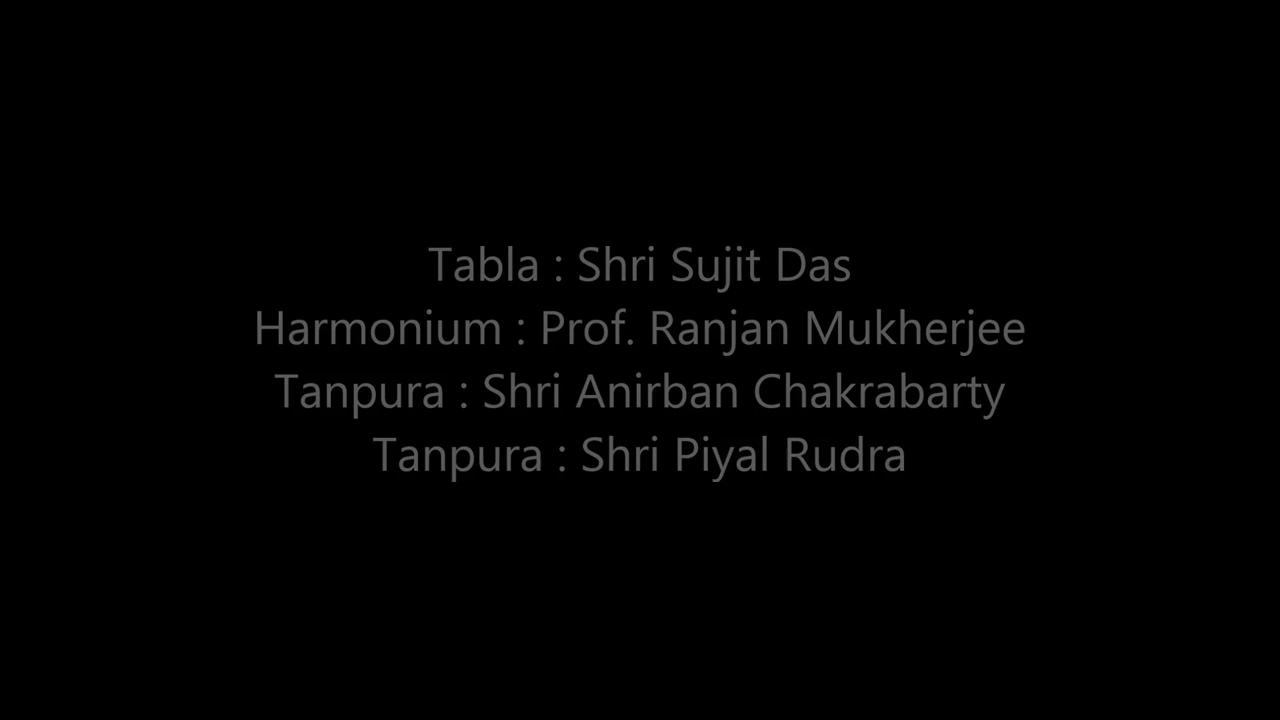 Tabla : Shri Sujit Das
Harmonium : Prof. Ranjan Mukherjee
Tanpura : Shri Anirban Chakrabarty
Tanpura : Shri Piyal Rudra